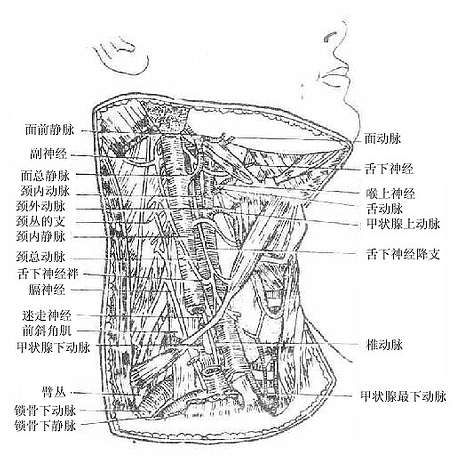 面前静脉
副神经
面总静脉
颈内动脉
颈外动脉
颈丛的支
颈内静脉
颈总动脉
舌下神经袢
膈神经
迷走神经
前斜角肌
甲状腺下动脉
臂丛
锁骨下动脉
锁骨下静脉
面动脉
舌下神经
喉上神经
舌动脉
甲状腺上动脉
舌下神经降支
椎动脉
甲状腺最下动脉